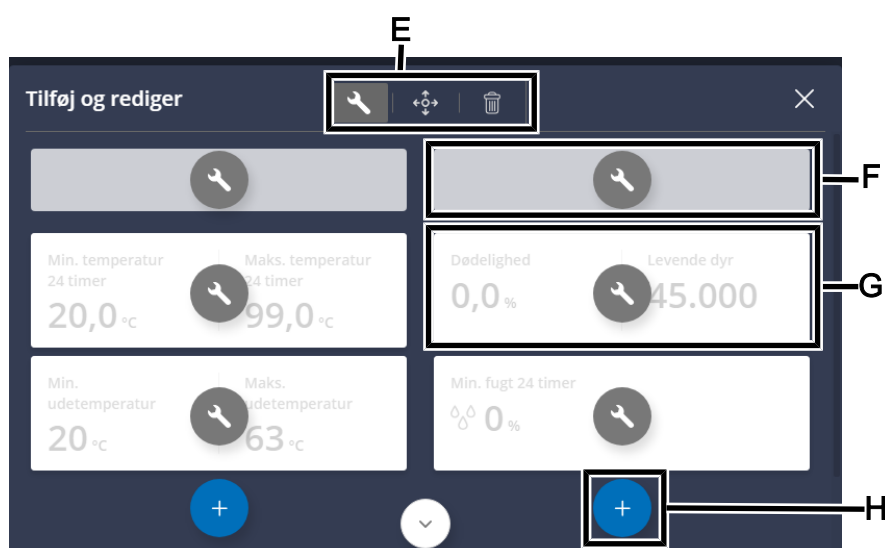 E
Tilføj og rediger
F
Min. temperatur
24 timer
20,0 °C
Maks. temperatur
24 timer
99,0 °C
Dødelighed
0,0 %
Levende dyr
45.000
G
Min.
udetemperatur
20 °C
Maks.
udetemperatur
63 °C
Min. fugt 24 timer
0 %
H